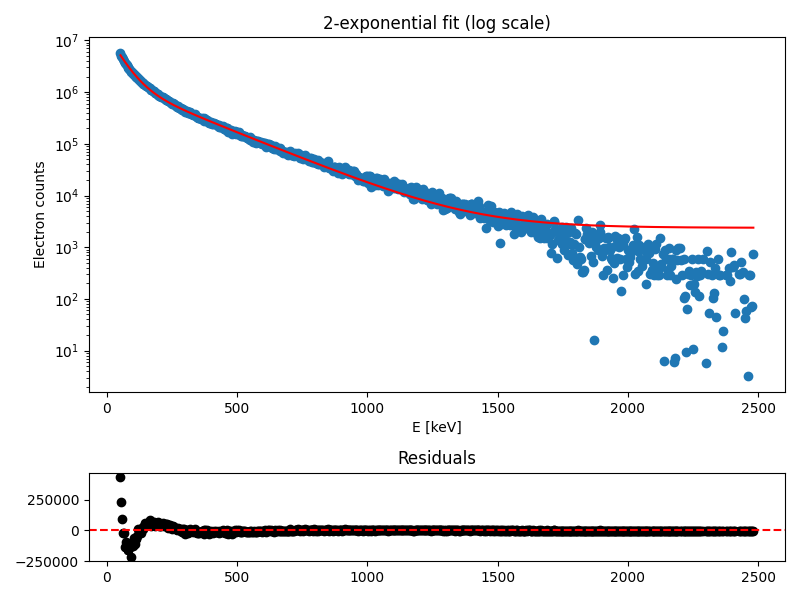 2-exponential fit (log scale)
Electron counts
10^7
10^6
10^5
10^4
10^3
10^2
10^1
0 500 1000 1500 2000 2500
E [keV]
Residuals
250000
0
−250000
0 500 1000 1500 2000 2500